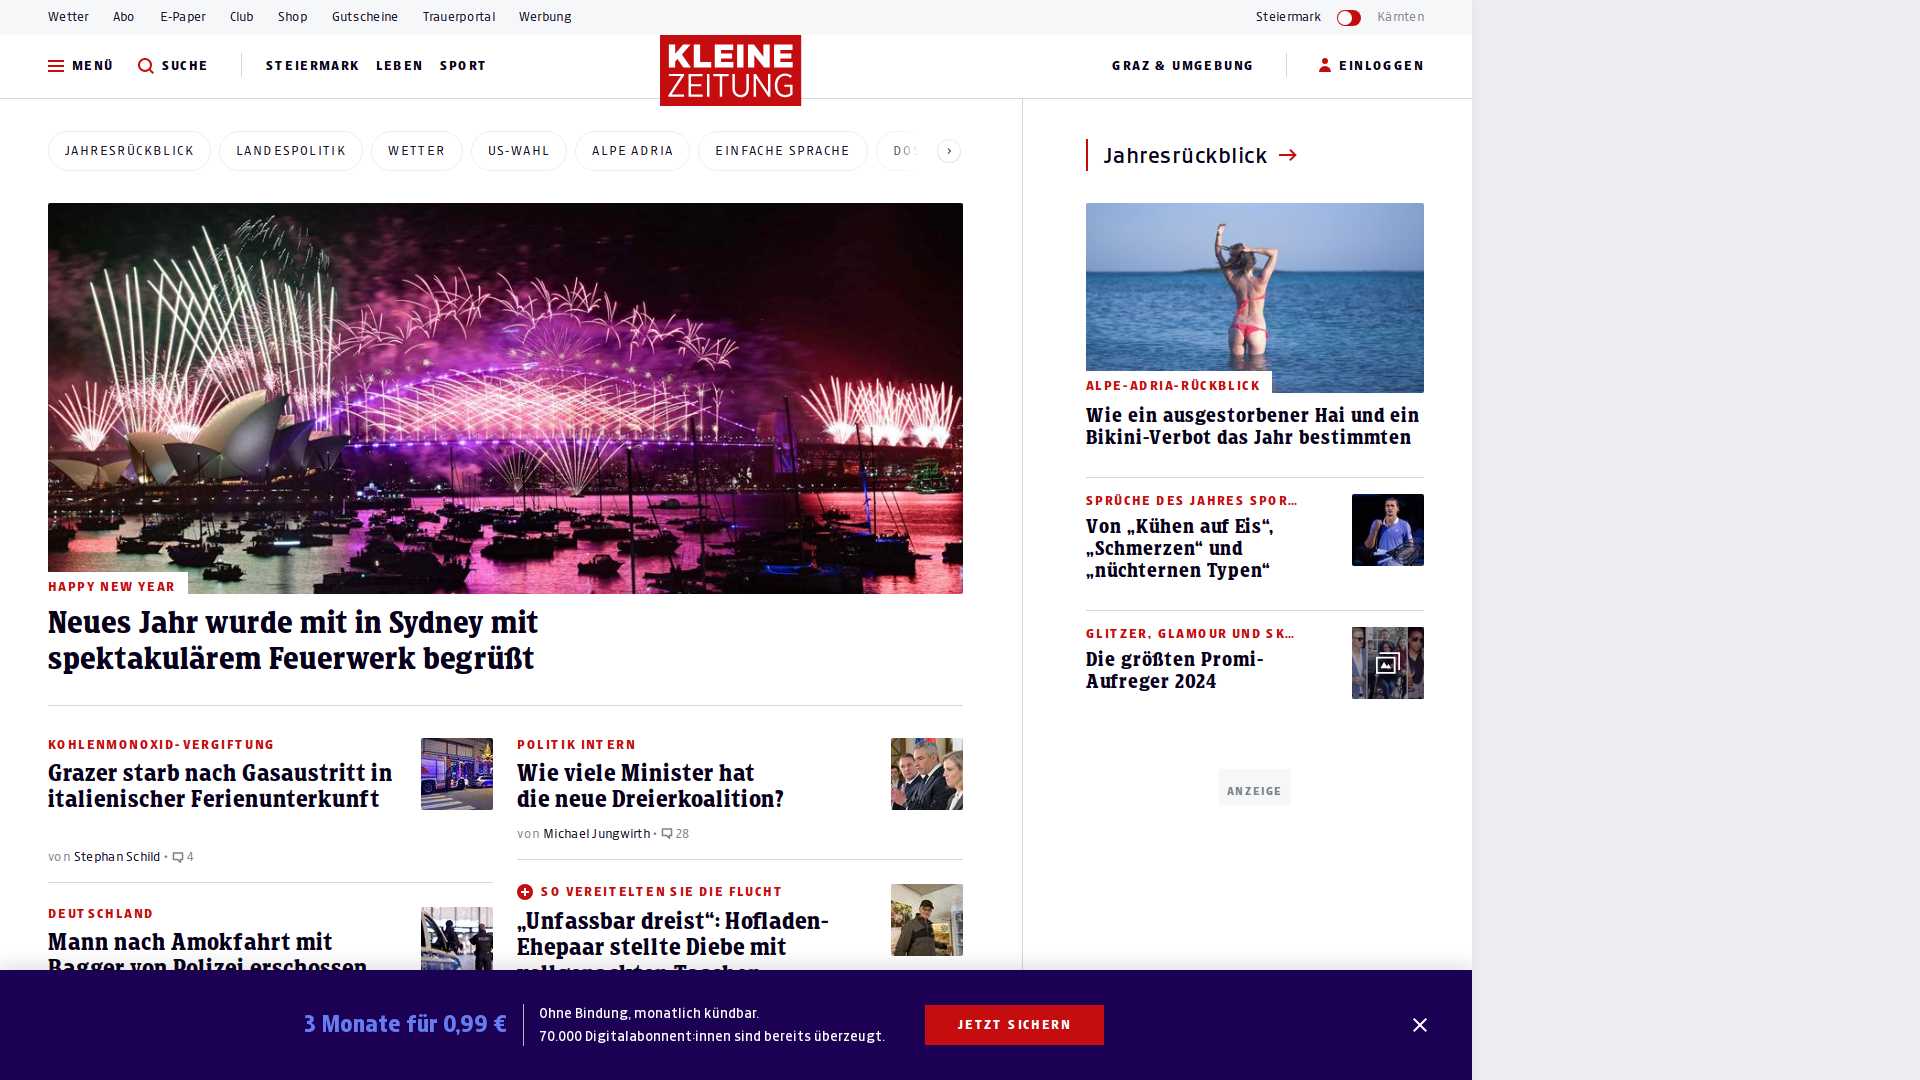 Wetter Abo E-Paper Club Shop Gutscheine Trauerportal Werbung Steiermark Kärnten
MENÜ SUCHE STEIERMARK LEBEN SPORT KLEINE ZEITUNG GRAZ & UMGEBUNG EINLOGGEN
JAHRESRÜCKBLICK LANDESPOLITIK WETTER US-WAHL ALPE ADRIA EINFACHE SPRACHE
HAPPY NEW YEAR
Neues Jahr wurde mit in Sydney mit
spektakulärem Feuerwerk begrüßt
KOHLENMONOXID-VERGIFTUNG
Grazer starb nach Gasaustritt in
italienischer Ferienunterkunft
von Stephan Schild • 4
DEUTSCHLAND
Mann nach Amokfahrt mit
Bagger von Polizei erschossen
POLITIK INTERN
Wie viele Minister hat
die neue Dreierkoalition?
von Michael Jungwirth • 28
SO VEREITELTEN SIE DIE FLUCHT
„Unfassbar dreist“: Hofladen-
Ehepaar stellte Diebe mit
vollgepackten Taschen
Jahresrückblick
ALPE-ADRIA-RÜCKBLICK
Wie ein ausgestorbener Hai und ein
Bikini-Verbot das Jahr bestimmten
SPRÜCHE DES JAHRES SPOR…
Von „Kühen auf Eis“,
„Schmerzen“ und
„nüchternen Typen“
GLITZER, GLAMOUR UND SK…
Die größten Promi-
Aufreger 2024
ANZEIGE
3 Monate für 0,99 €
Ohne Bindung, monatlich kündbar.
70.000 Digitalabonnent:innen sind bereits überzeugt.
JETZT SICHERN